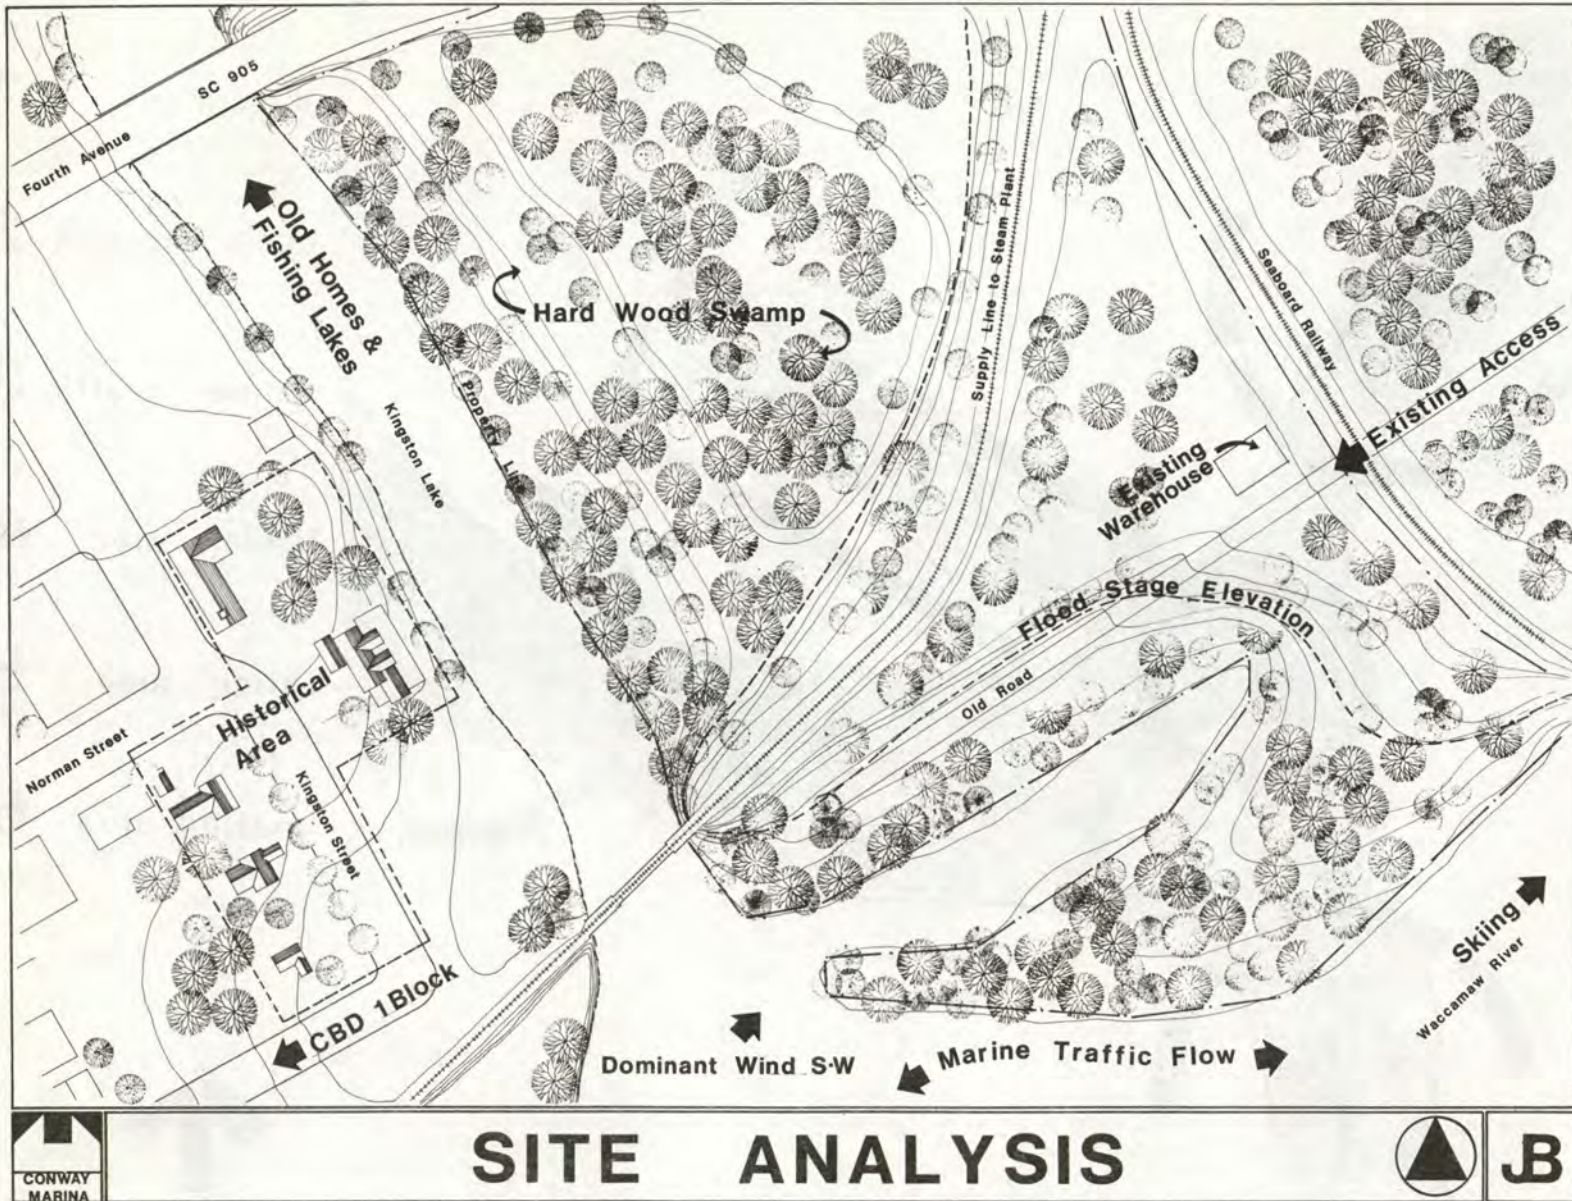 SC 905
Fourth Avenue
Old Homes &
Fishing Lakes
Hard Wood Swamp
Supply Line to Steam Plant
Seaboard Railway
Existing Access
Kingston Lake
Property Line
Existing
Warehouse
Flood Stage Elevation
Old Road
Historical
Area
Norman Street
Kingston Street
CBD 1 Block
Dominant Wind S-W
Marine Traffic Flow
Skiing
Waccamaw River
CONWAY
MARINA
SITE ANALYSIS
JB